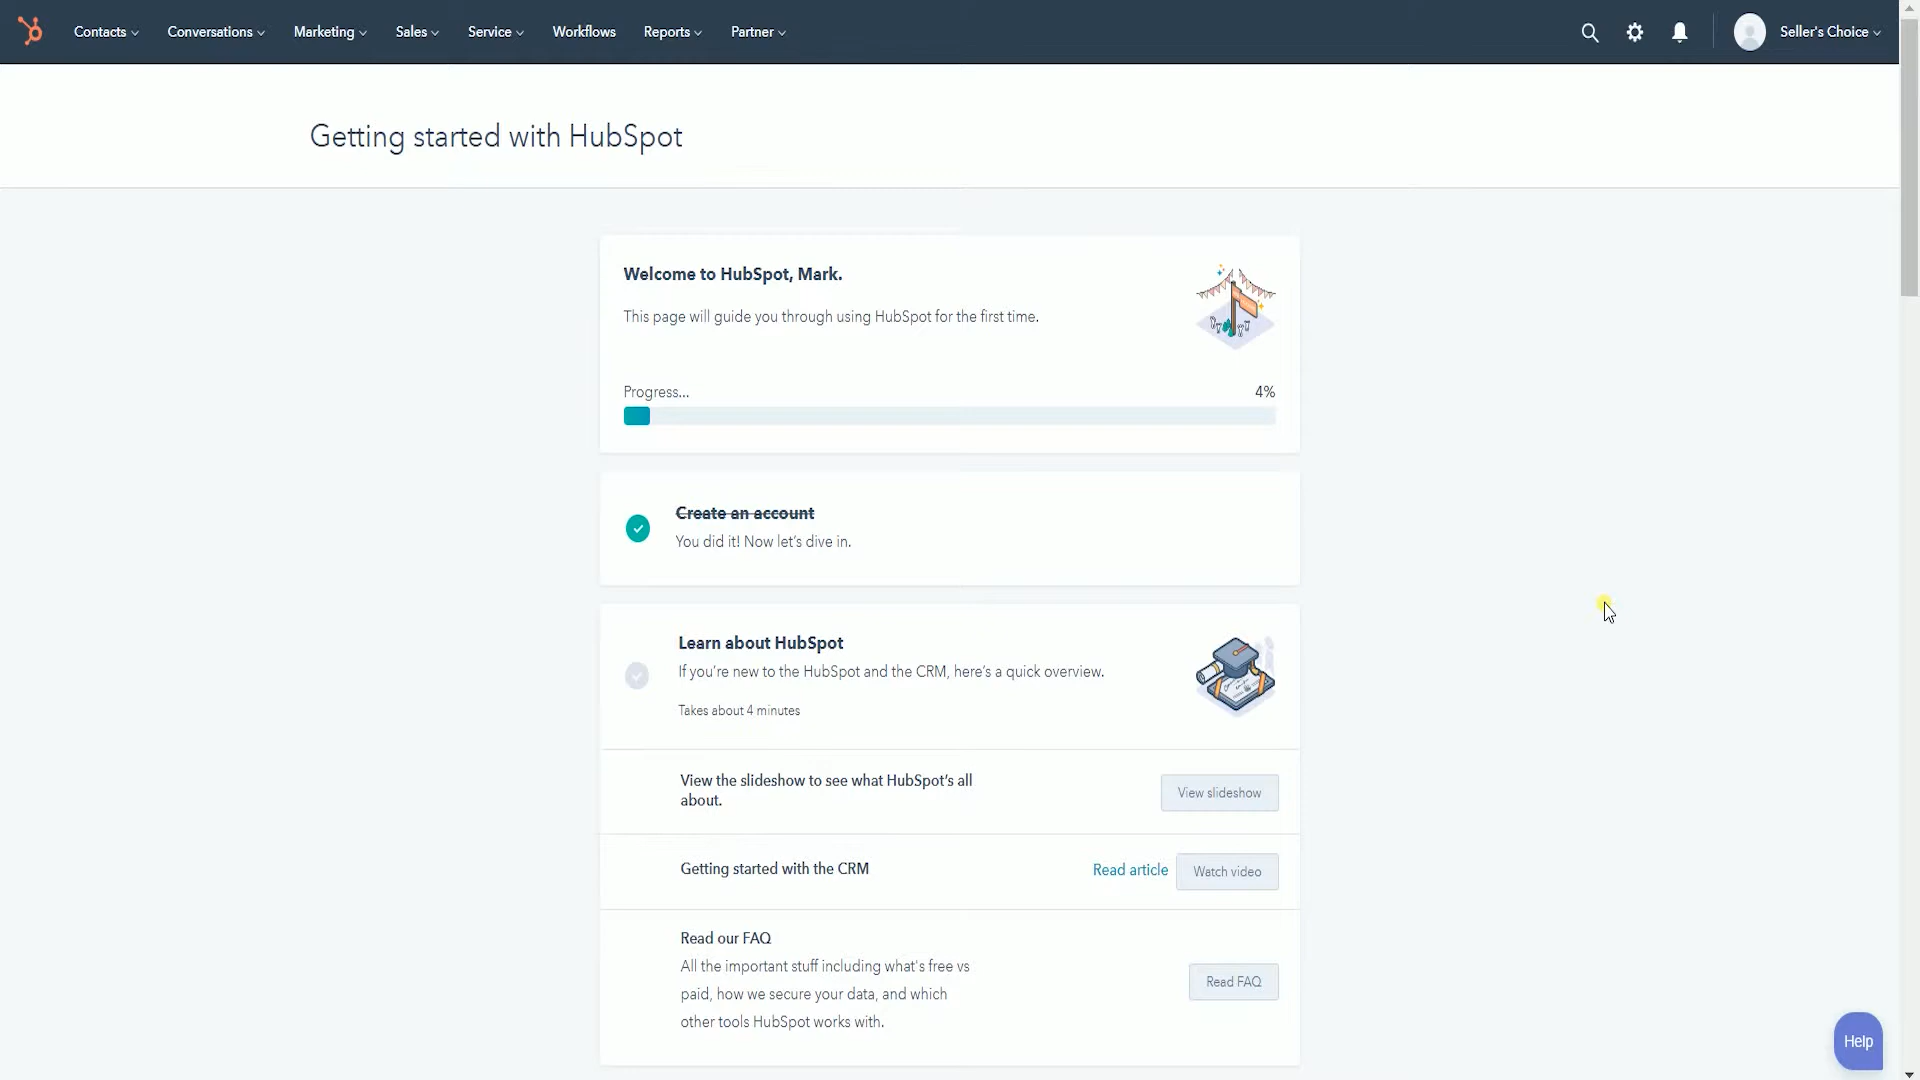 Contacts
Conversations
Marketing
Sales
Service
Workflows
Reports
Partner
Seller's Choice
Getting started with HubSpot
Welcome to HubSpot, Mark.
This page will guide you through using HubSpot for the first time.
Progress...
4%
Create an account
You did it! Now let's dive in.
Learn about HubSpot
If you're new to the HubSpot and the CRM, here's a quick overview.
Takes about 4 minutes
View the slideshow to see what HubSpot's all
about.
View slideshow
Getting started with the CRM
Read article
Watch video
Read our FAQ
All the important stuff including what's free vs
paid, how we secure your data, and which
other tools HubSpot works with.
Read FAQ
Help